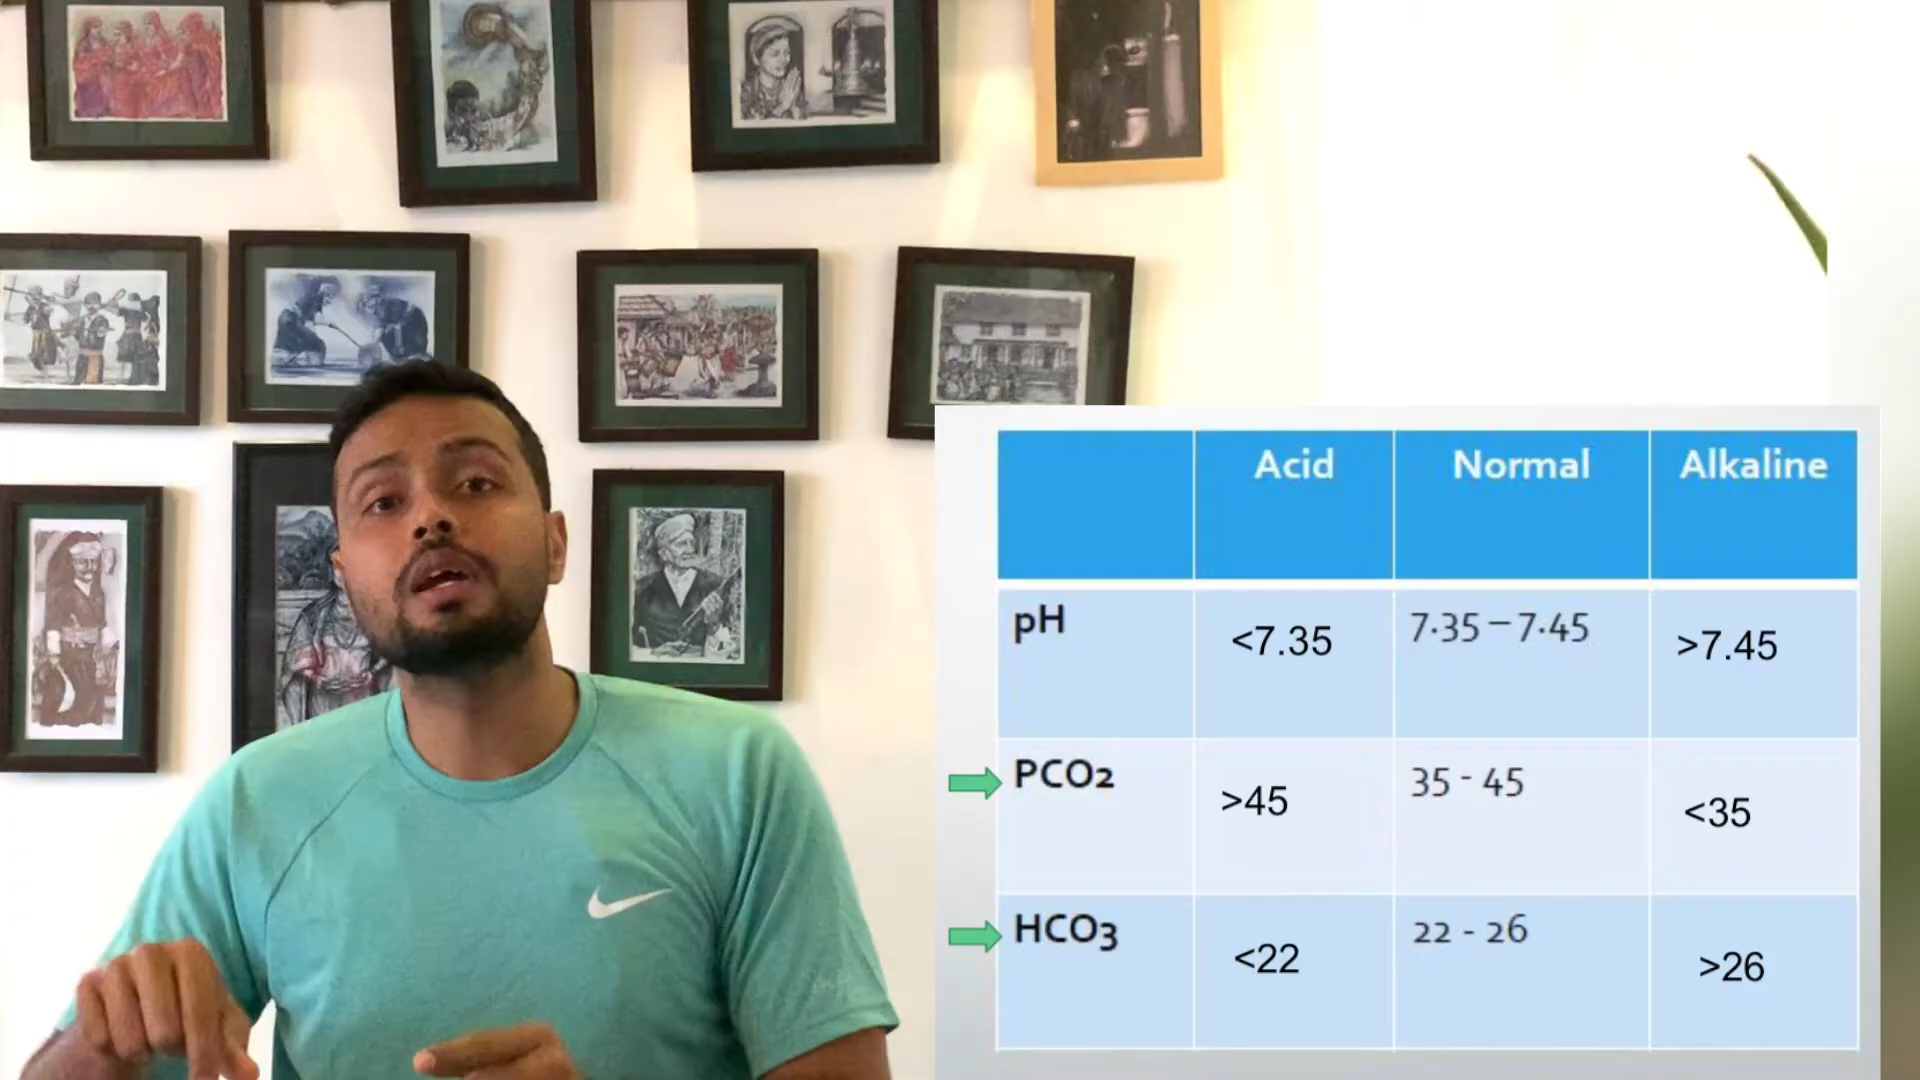 Acid Normal Alkaline
pH <7.35 7.35 – 7.45 >7.45
PCO2 >45 35 - 45 <35
HCO3 <22 22 - 26 >26